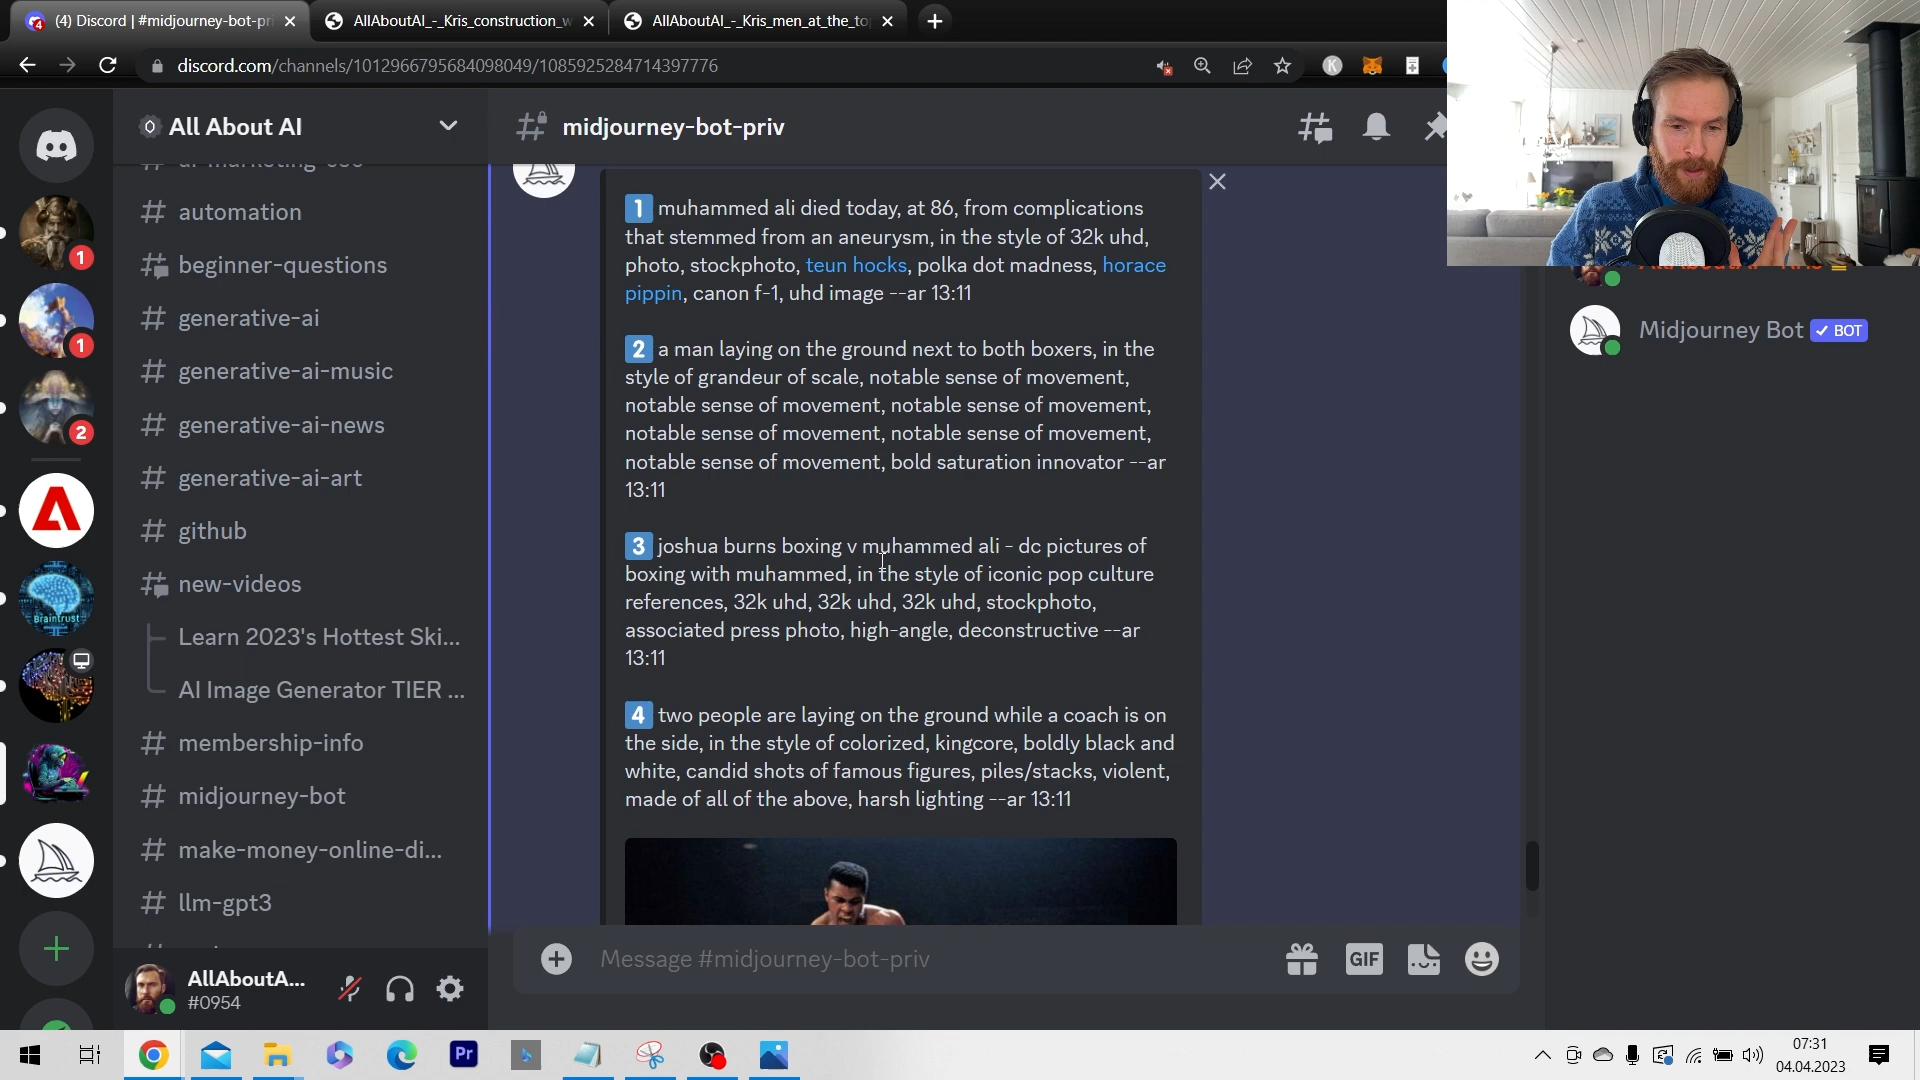 (4) Discord | #midjourney-bot-pri
AllAboutAI_-_Kris_construction_w
AllAboutAI_-_Kris_men_at_the_to
discord.com/channels/1012966795684098049/1085925284714397776
K
All About AI
midjourney-bot-priv
automation
beginner-questions
generative-ai
generative-ai-music
generative-ai-news
generative-ai-art
github
new-videos
Learn 2023's Hottest Ski...
AI Image Generator TIER ...
membership-info
midjourney-bot
make-money-online-di...
llm-gpt3
1
1
2
Braintrust
AllAboutA...
#0954
1 muhammed ali died today, at 86, from complications
that stemmed from an aneurysm, in the style of 32k uhd,
photo, stockphoto, teun hocks, polka dot madness, horace
pippin, canon f-1, uhd image --ar 13:11
2 a man laying on the ground next to both boxers, in the
style of grandeur of scale, notable sense of movement,
notable sense of movement, notable sense of movement,
notable sense of movement, notable sense of movement,
notable sense of movement, bold saturation innovator --ar
13:11
3 joshua burns boxing v muhammed ali - dc pictures of
boxing with muhammed, in the style of iconic pop culture
references, 32k uhd, 32k uhd, 32k uhd, stockphoto,
associated press photo, high-angle, deconstructive --ar
13:11
4 two people are laying on the ground while a coach is on
the side, in the style of colorized, kingcore, boldly black and
white, candid shots of famous figures, piles/stacks, violent,
made of all of the above, harsh lighting --ar 13:11
Message #midjourney-bot-priv
GIF
Midjourney Bot
BOT
Pr
07:31
04.04.2023